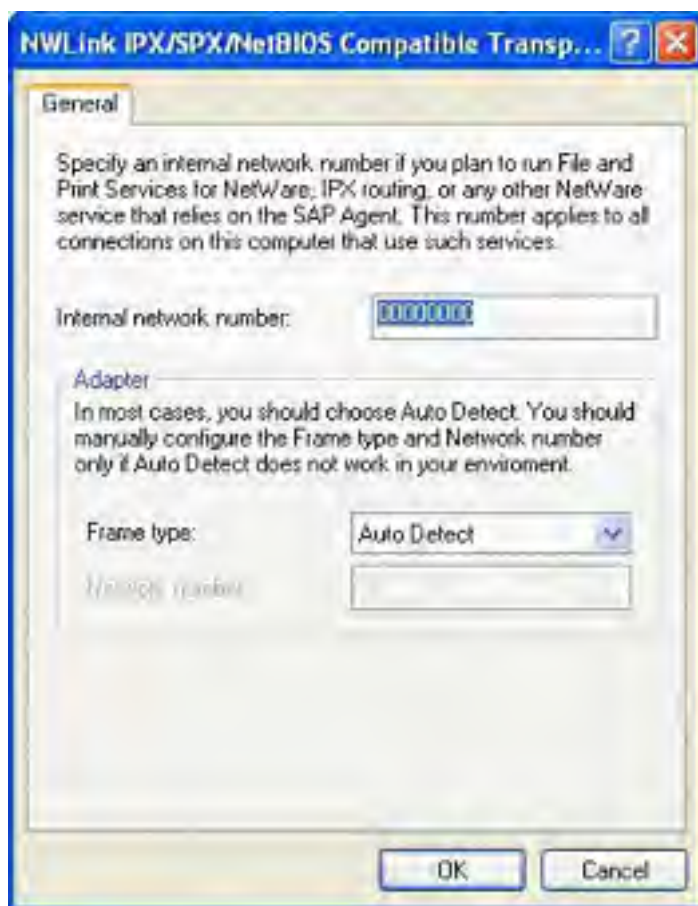 NWLink IPX/SPX/NetBIOS Compatible Transp...
General
Specify an internal network number if you plan to run File and
Print Services for NetWare, IPX routing, or any other NetWare
service that relies on the SAP Agent. This number applies to all
connections on this computer that use such services.
Internal network number:
00000000
Adapter
In most cases, you should choose Auto Detect. You should
manually configure the Frame type and Network number
only if Auto Detect does not work in your enviroment.
Frame type:
Auto Detect
Network number:
OK
Cancel